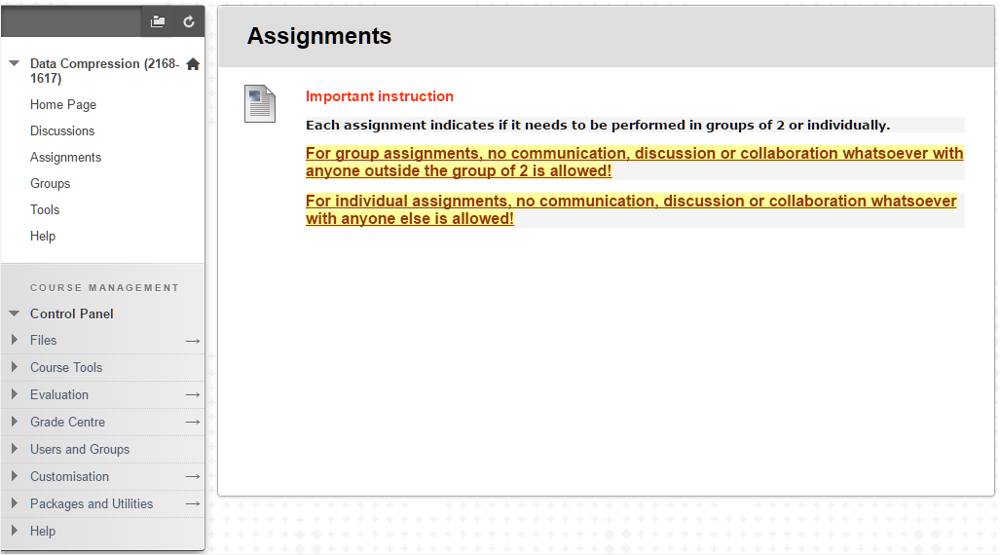 Data Compression (2168-
1617)
Home Page
Discussions
Assignments
Groups
Tools
Help
COURSE MANAGEMENT
Control Panel
Files
Course Tools
Evaluation
Grade Centre
Users and Groups
Customisation
Packages and Utilities
Help
Assignments
Important instruction
Each assignment indicates if it needs to be performed in groups of 2 or individually.
For group assignments, no communication, discussion or collaboration whatsoever with
anyone outside the group of 2 is allowed!
For individual assignments, no communication, discussion or collaboration whatsoever
with anyone else is allowed!